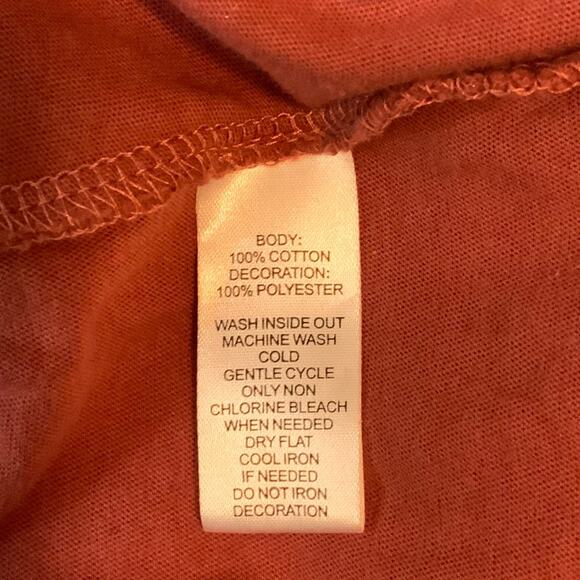 BODY:
100% COTTON
DECORATION:
100% POLYESTER
WASH INSIDE OUT
MACHINE WASH
COLD
GENTLE CYCLE
ONLY NON
CHLORINE BLEACH
WHEN NEEDED
DRY FLAT
COOL IRON
IF NEEDED
DO NOT IRON
DECORATION